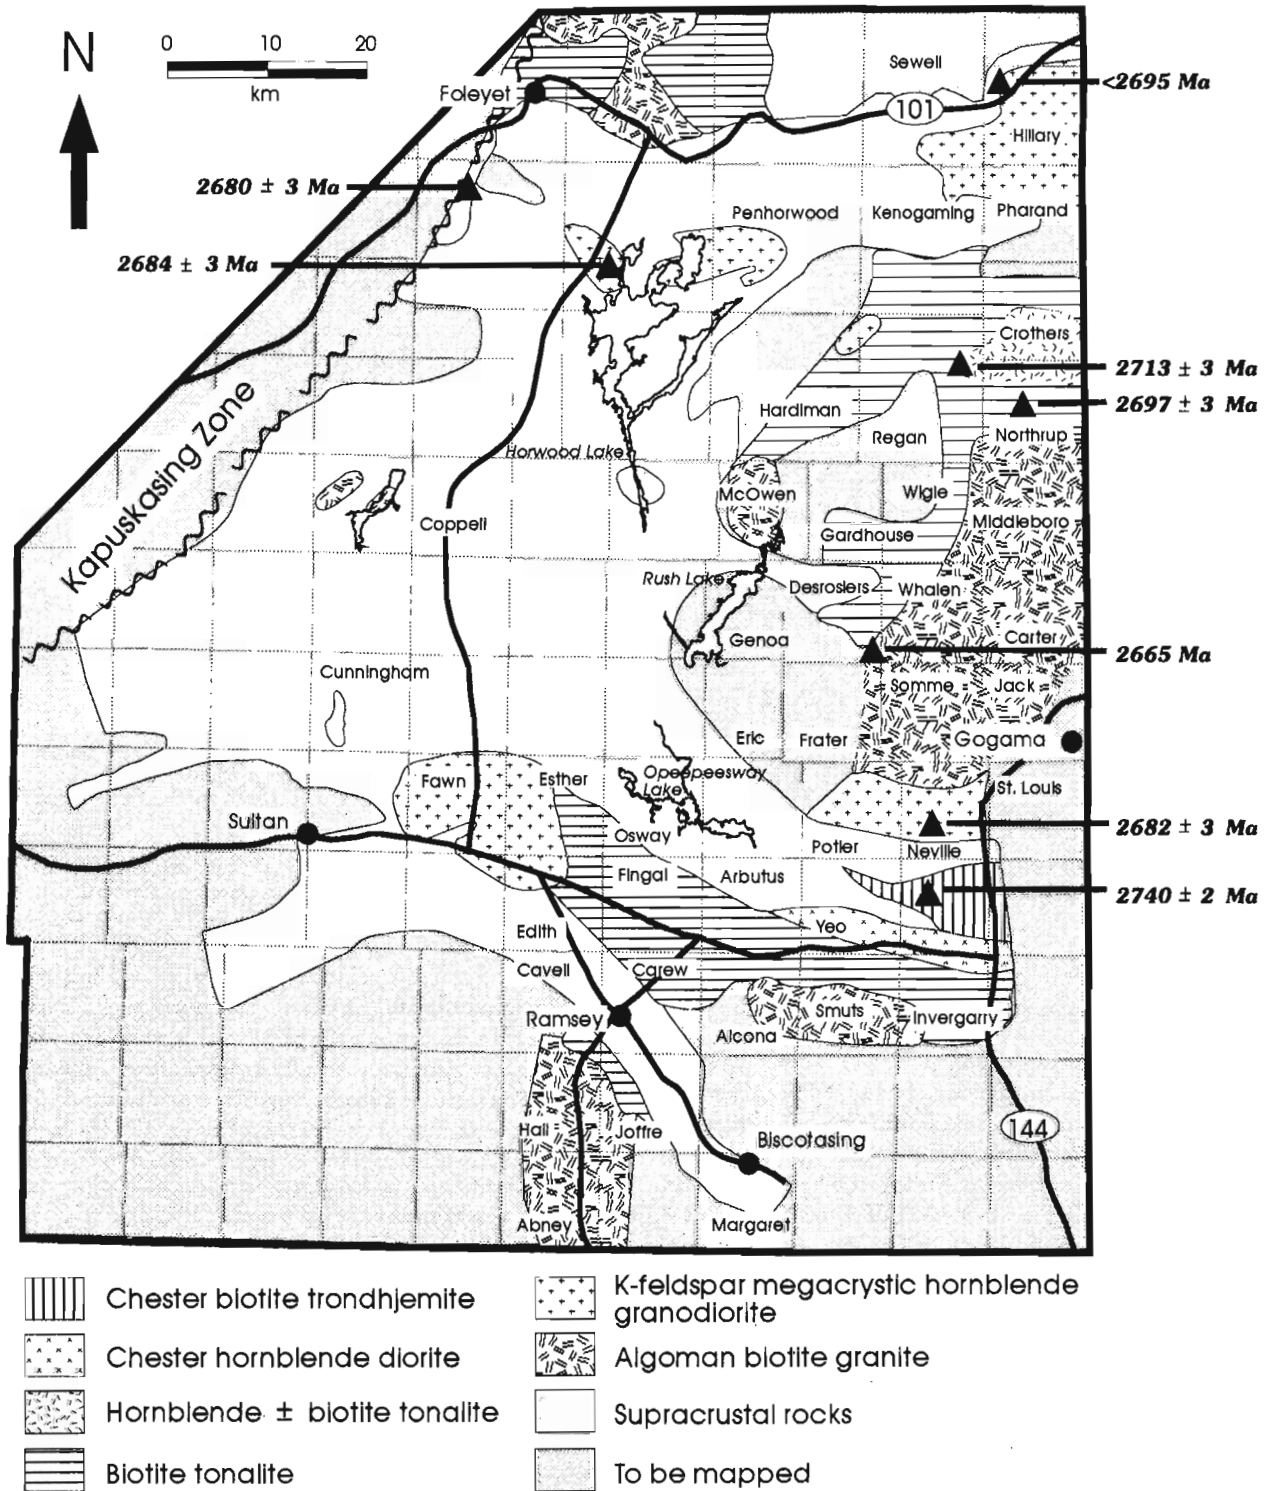 N
0 10 20
km
Foleyet
Sewell
101
<2695 Ma
Hillary
2680 ± 3 Ma
Penhorwood
Kenogaming
Pharand
2684 ± 3 Ma
Crothers
2713 ± 3 Ma
2697 ± 3 Ma
Kapuskasing Zone
Hardiman
Regan
Northrup
Horwood Lake
McOwen
Wigle
Coppell
Middleboro
Gardhouse
Rush Lake
Desrosiers
Whalen
Genoa
Carter
2665 Ma
Cunningham
Somme
Jack
Eric
Frater
Gogama
Fawn
Esther
Opeepeesway
Lake
St. Louis
Sultan
Osway
Potier
Neville
2682 ± 3 Ma
Fingal
Arbutus
2740 ± 2 Ma
Edith
Yeo
Cavell
Carew
Ramsey
Smuts
Invergarry
Alcona
Hall
Joffre
Biscotasing
144
Abney
Margaret
Chester biotite trondhjemite
Chester hornblende diorite
Hornblende ± biotite tonalite
Biotite tonalite
K-feldspar megacrystic hornblende
granodiorite
Algoman biotite granite
Supracrustal rocks
To be mapped